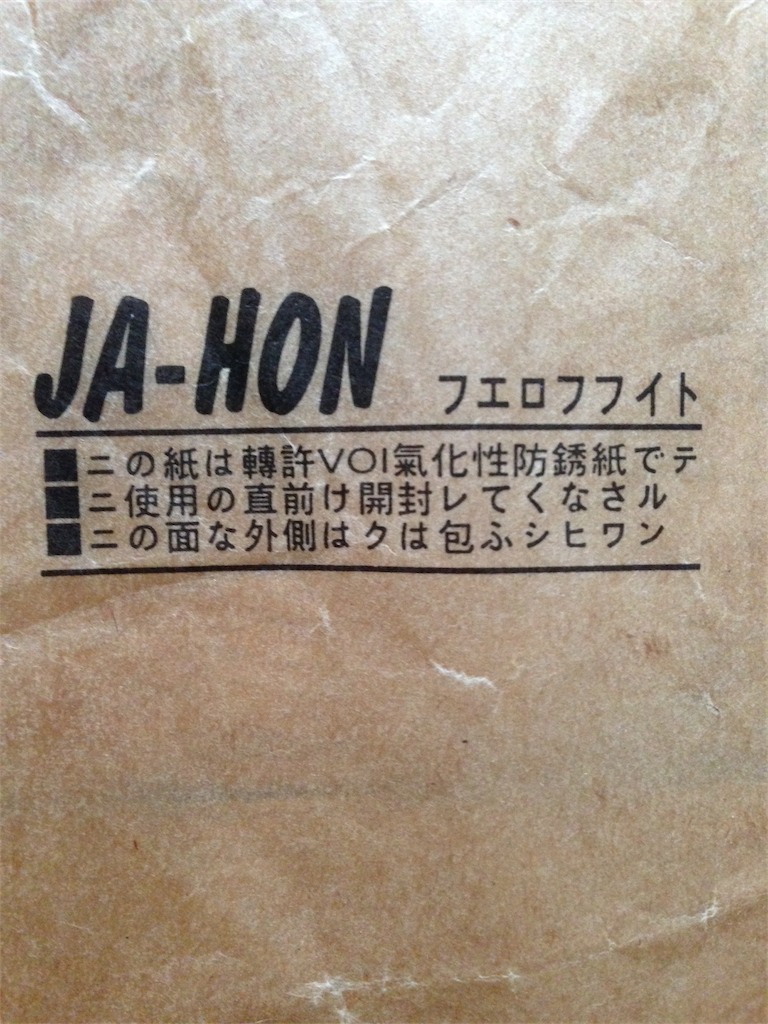 JA-HON フエロフフイト
■ニの紙は轉許VOI氣化性防銹紙でテ
■ニ使用の直前け開封レてくなさル
■ニの面な外側はクは包ふシヒワン